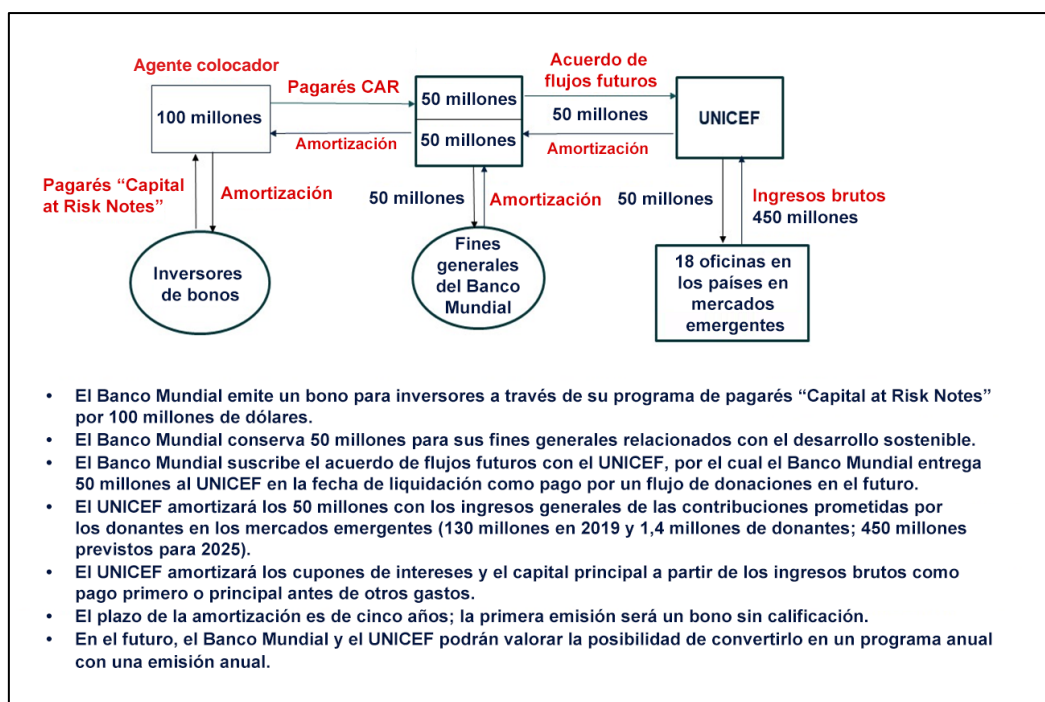 Agente colocador
Pagarés CAR
100 millones
Amortización
50 millones
50 millones
Acuerdo de
flujos futuros
50 millones
Amortización
UNICEF
Pagarés “Capital
at Risk Notes”
Amortización
50 millones
Amortización
50 millones
Ingresos brutos
450 millones
Inversores
de bonos
Fines
generales
del Banco
Mundial
18 oficinas en
los países en
mercados
emergentes
• El Banco Mundial emite un bono para inversores a través de su programa de pagarés “Capital at Risk Notes”
por 100 millones de dólares.
• El Banco Mundial conserva 50 millones para sus fines generales relacionados con el desarrollo sostenible.
• El Banco Mundial suscribe el acuerdo de flujos futuros con el UNICEF, por el cual el Banco Mundial entrega
50 millones al UNICEF en la fecha de liquidación como pago por un flujo de donaciones en el futuro.
• El UNICEF amortizará los 50 millones con los ingresos generales de las contribuciones prometidas por
los donantes en los mercados emergentes (130 millones en 2019 y 1,4 millones de donantes; 450 millones
previstos para 2025).
• El UNICEF amortizará los cupones de intereses y el capital principal a partir de los ingresos brutos como
pago primero o principal antes de otros gastos.
• El plazo de la amortización es de cinco años; la primera emisión será un bono sin calificación.
• En el futuro, el Banco Mundial y el UNICEF podrán valorar la posibilidad de convertirlo en un programa anual
con una emisión anual.